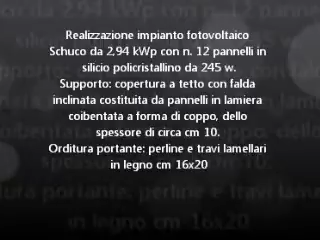 Realizzazione impianto fotovoltaico
Schuco da 2,94 kWp con n. 12 pannelli in
silicio policristallino da 245 w.
Supporto: copertura a tetto con falda
inclinata costituita da pannelli in lamiera
coibentata a forma di coppo, dello
spessore di circa cm 10.
Orditura portante: perline e travi lamellari
in legno cm 16x20